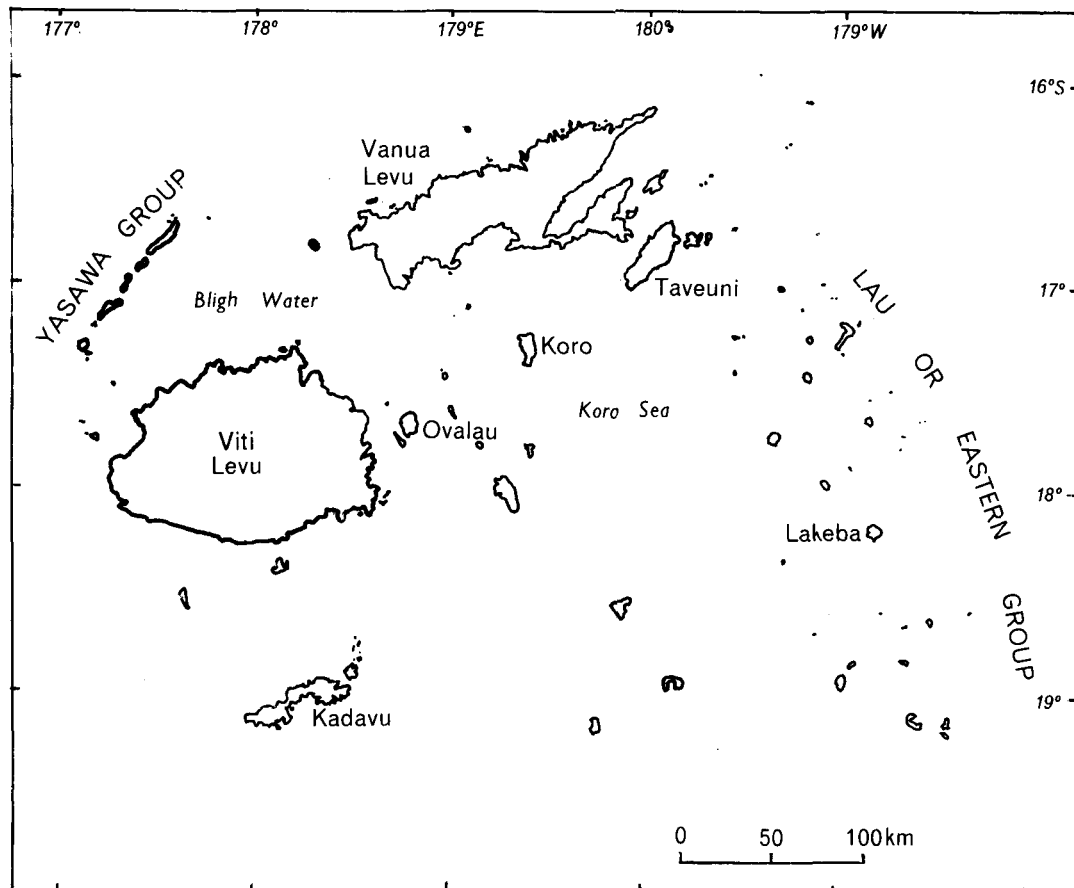 177° 178° 179°E 180° 179°W
16°S
Vanua
Levu
YASAWA GROUP
Taveuni
17°
Bligh Water
LAU OR EASTERN GROUP
Koro
Koro Sea
Ovalau
Viti
Levu
18°
Lakeba
19°
Kadavu
0 50 100km